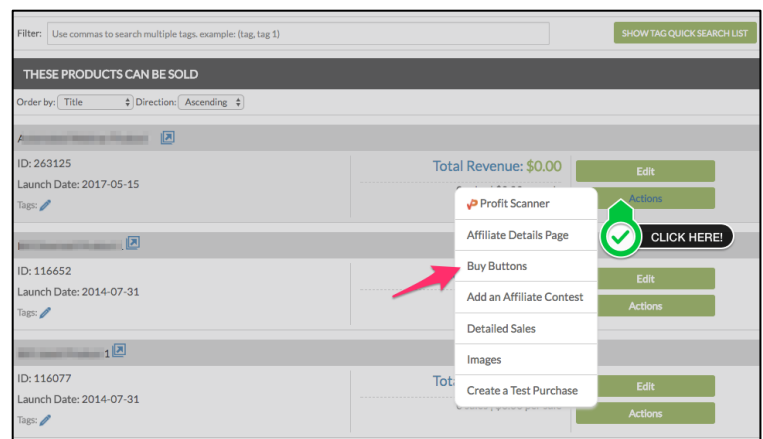 Filter: Use commas to search multiple tags. example: (tag, tag 1) SHOW TAG QUICK SEARCH LIST
THESE PRODUCTS CAN BE SOLD
Order by: Title Direction: Ascending
ID: 263125
Launch Date: 2017-05-15
Tags:
Total Revenue: $0.00
Edit
Actions
CLICK HERE!
Profit Scanner
Affiliate Details Page
Buy Buttons
Add an Affiliate Contest
Detailed Sales
Images
Create a Test Purchase
ID: 116652
Launch Date: 2014-07-31
Tags:
Edit
Actions
1
ID: 116077
Launch Date: 2014-07-31
Tags:
Edit
Actions